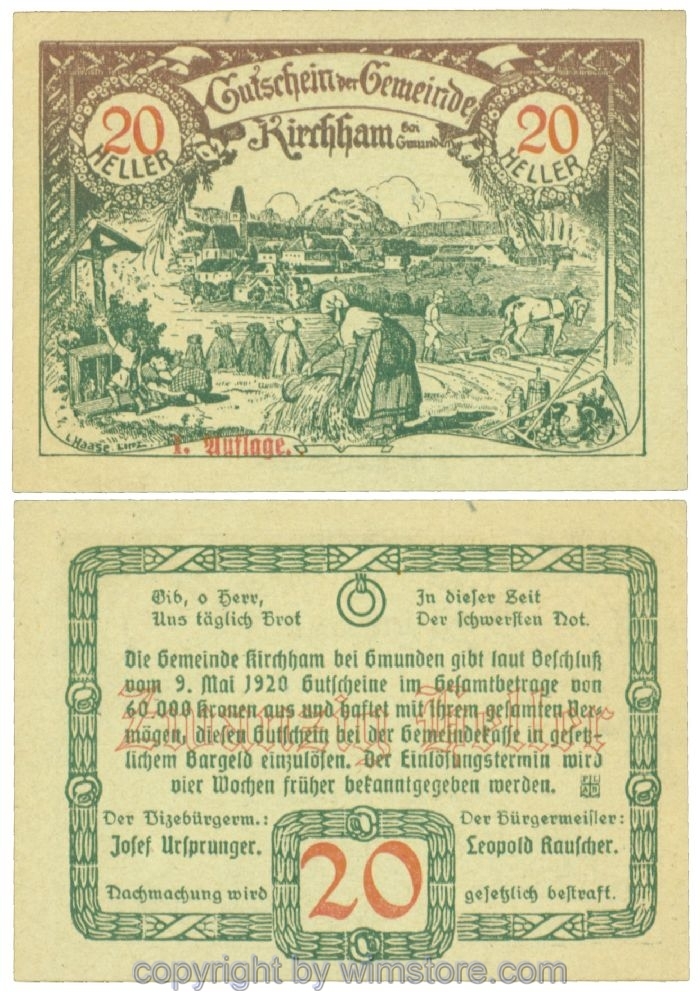 Gutschein der Gemeinde
Kirchham bei Gmunden
20 HELLER
20 HELLER
L. Haase. Linz.
1. Auflage.
Gib, o Herr,
Uns täglich Brot
In dieser Zeit
Der schwersten Not.
Die Gemeinde Kirchham bei Gmunden gibt laut Beschluß
vom 9. Mai 1920 Gutscheine im Gesamtbetrage von
60.000 Kronen aus und haftet mit ihrem gesamten Ver-
mögen, diesen Gutschein bei der Gemeindekasse in gesetz-
lichem Bargeld einzulösen. Der Einlösungstermin wird
vier Wochen früher bekanntgegeben werden.
Zwanzig Heller
Der Vizebürgerm.:
Josef Ursprunger.
Der Bürgermeister:
Leopold Rauscher.
20
Nachmachung wird gesetzlich bestraft.
copyright by wimstore.com